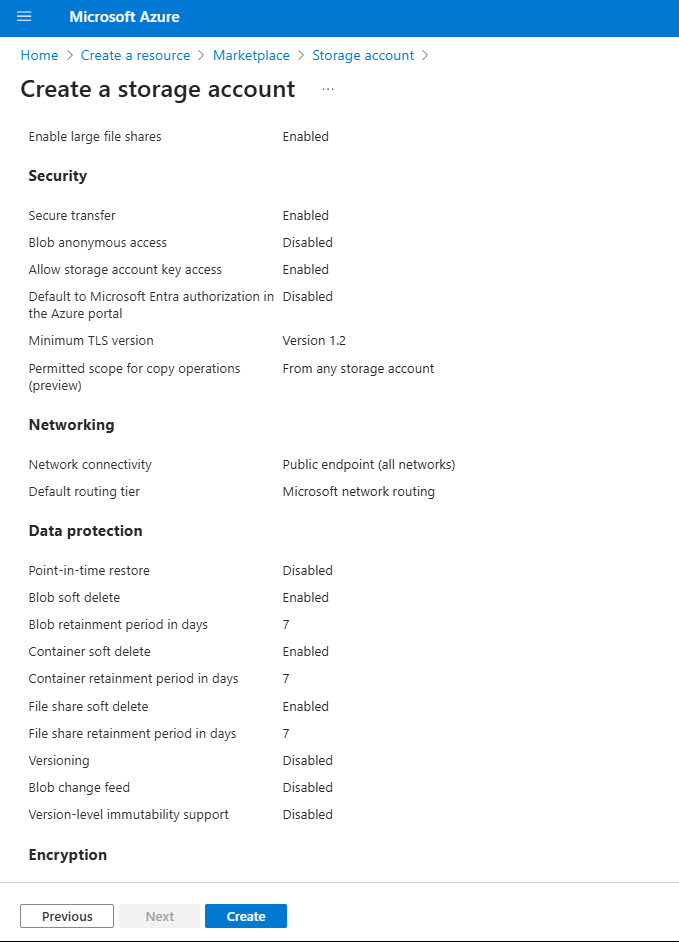 Microsoft Azure
Home > Create a resource > Marketplace > Storage account >
Create a storage account ...
Enable large file shares Enabled
Security
Secure transfer Enabled
Blob anonymous access Disabled
Allow storage account key access Enabled
Default to Microsoft Entra authorization in Disabled
the Azure portal
Minimum TLS version Version 1.2
Permitted scope for copy operations From any storage account
(preview)
Networking
Network connectivity Public endpoint (all networks)
Default routing tier Microsoft network routing
Data protection
Point-in-time restore Disabled
Blob soft delete Enabled
Blob retainment period in days 7
Container soft delete Enabled
Container retainment period in days 7
File share soft delete Enabled
File share retainment period in days 7
Versioning Disabled
Blob change feed Disabled
Version-level immutability support Disabled
Encryption
Previous Next Create